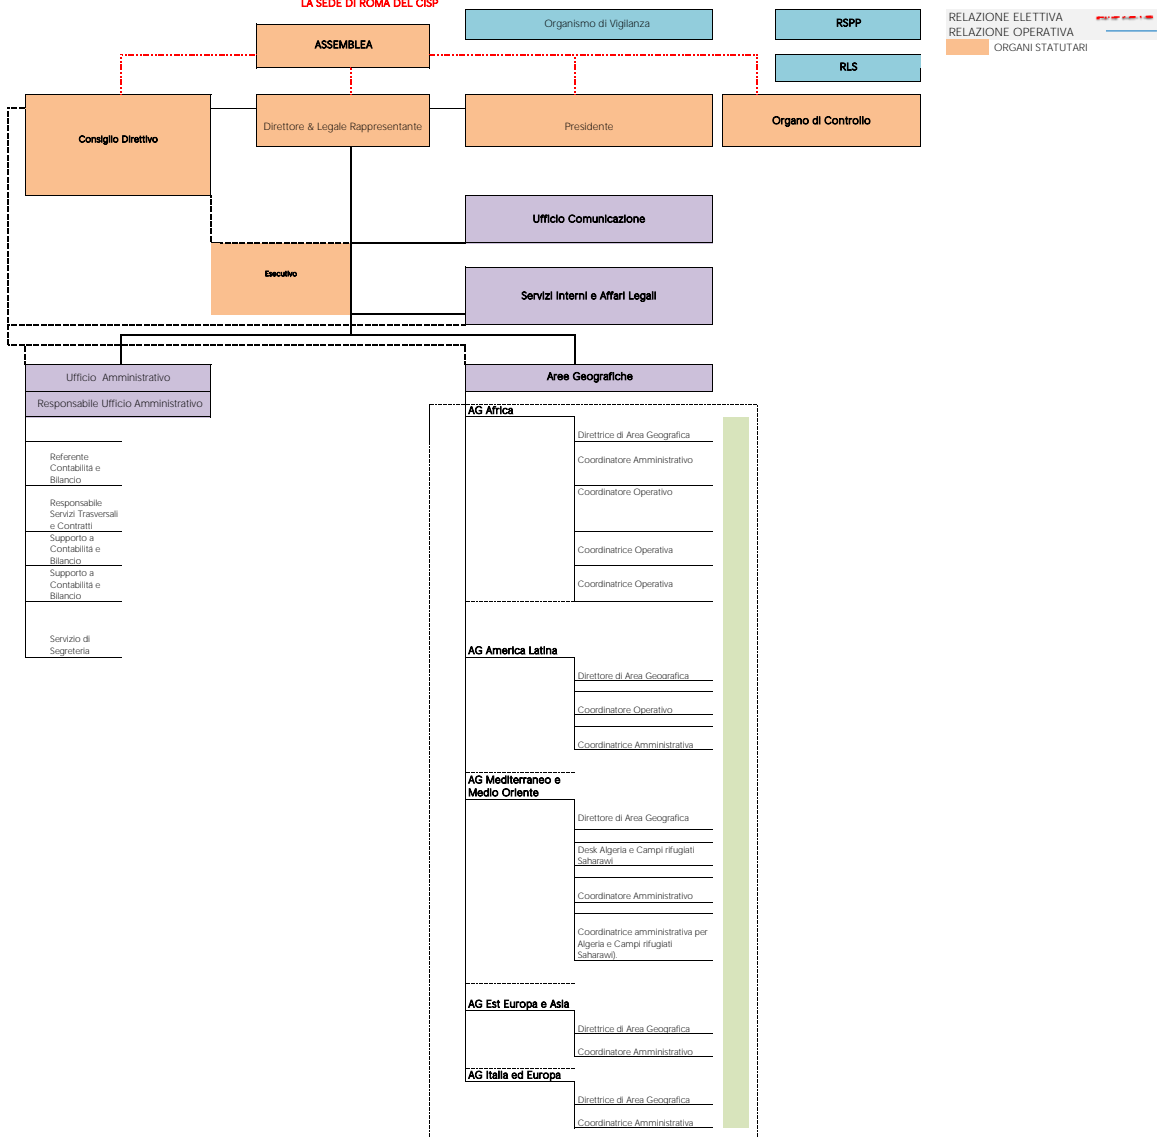 LA SEDE DI ROMA DEL CISP
Organismo di Vigilanza
RSPP
RELAZIONE ELETTIVA
RELAZIONE OPERATIVA
ORGANI STATUTARI
ASSEMBLEA
RLS
Consiglio Direttivo
Direttore & Legale Rappresentante
Presidente
Organo di Controllo
Ufficio Comunicazione
Esecutivo
Servizi Interni e Affari Legali
Ufficio Amministrativo
Responsabile Ufficio Amministrativo
Referente
Contabilità e
Bilancio
Responsabile
Servizi Trasversali
e Contratti
Supporto a
Contabilità e
Bilancio
Supporto a
Contabilità e
Bilancio
Servizio di
Segreteria
Aree Geografiche
AG Africa
Direttrice di Area Geografica
Coordinatore Amministrativo
Coordinatore Operativo
Coordinatrice Operativa
Coordinatrice Operativa
AG America Latina
Direttore di Area Geografica
Coordinatore Operativo
Coordinatrice Amministrativa
AG Mediterraneo e
Medio Oriente
Direttore di Area Geografica
Desk Algeria e Campi rifugiati
Saharawi
Coordinatore Amministrativo
Coordinatrice amministrativa per
Algeria e Campi rifugiati
Saharawi).
AG Est Europa e Asia
Direttrice di Area Geografica
Coordinatore Amministrativo
AG Italia ed Europa
Direttrice di Area Geografica
Coordinatrice Amministrativa